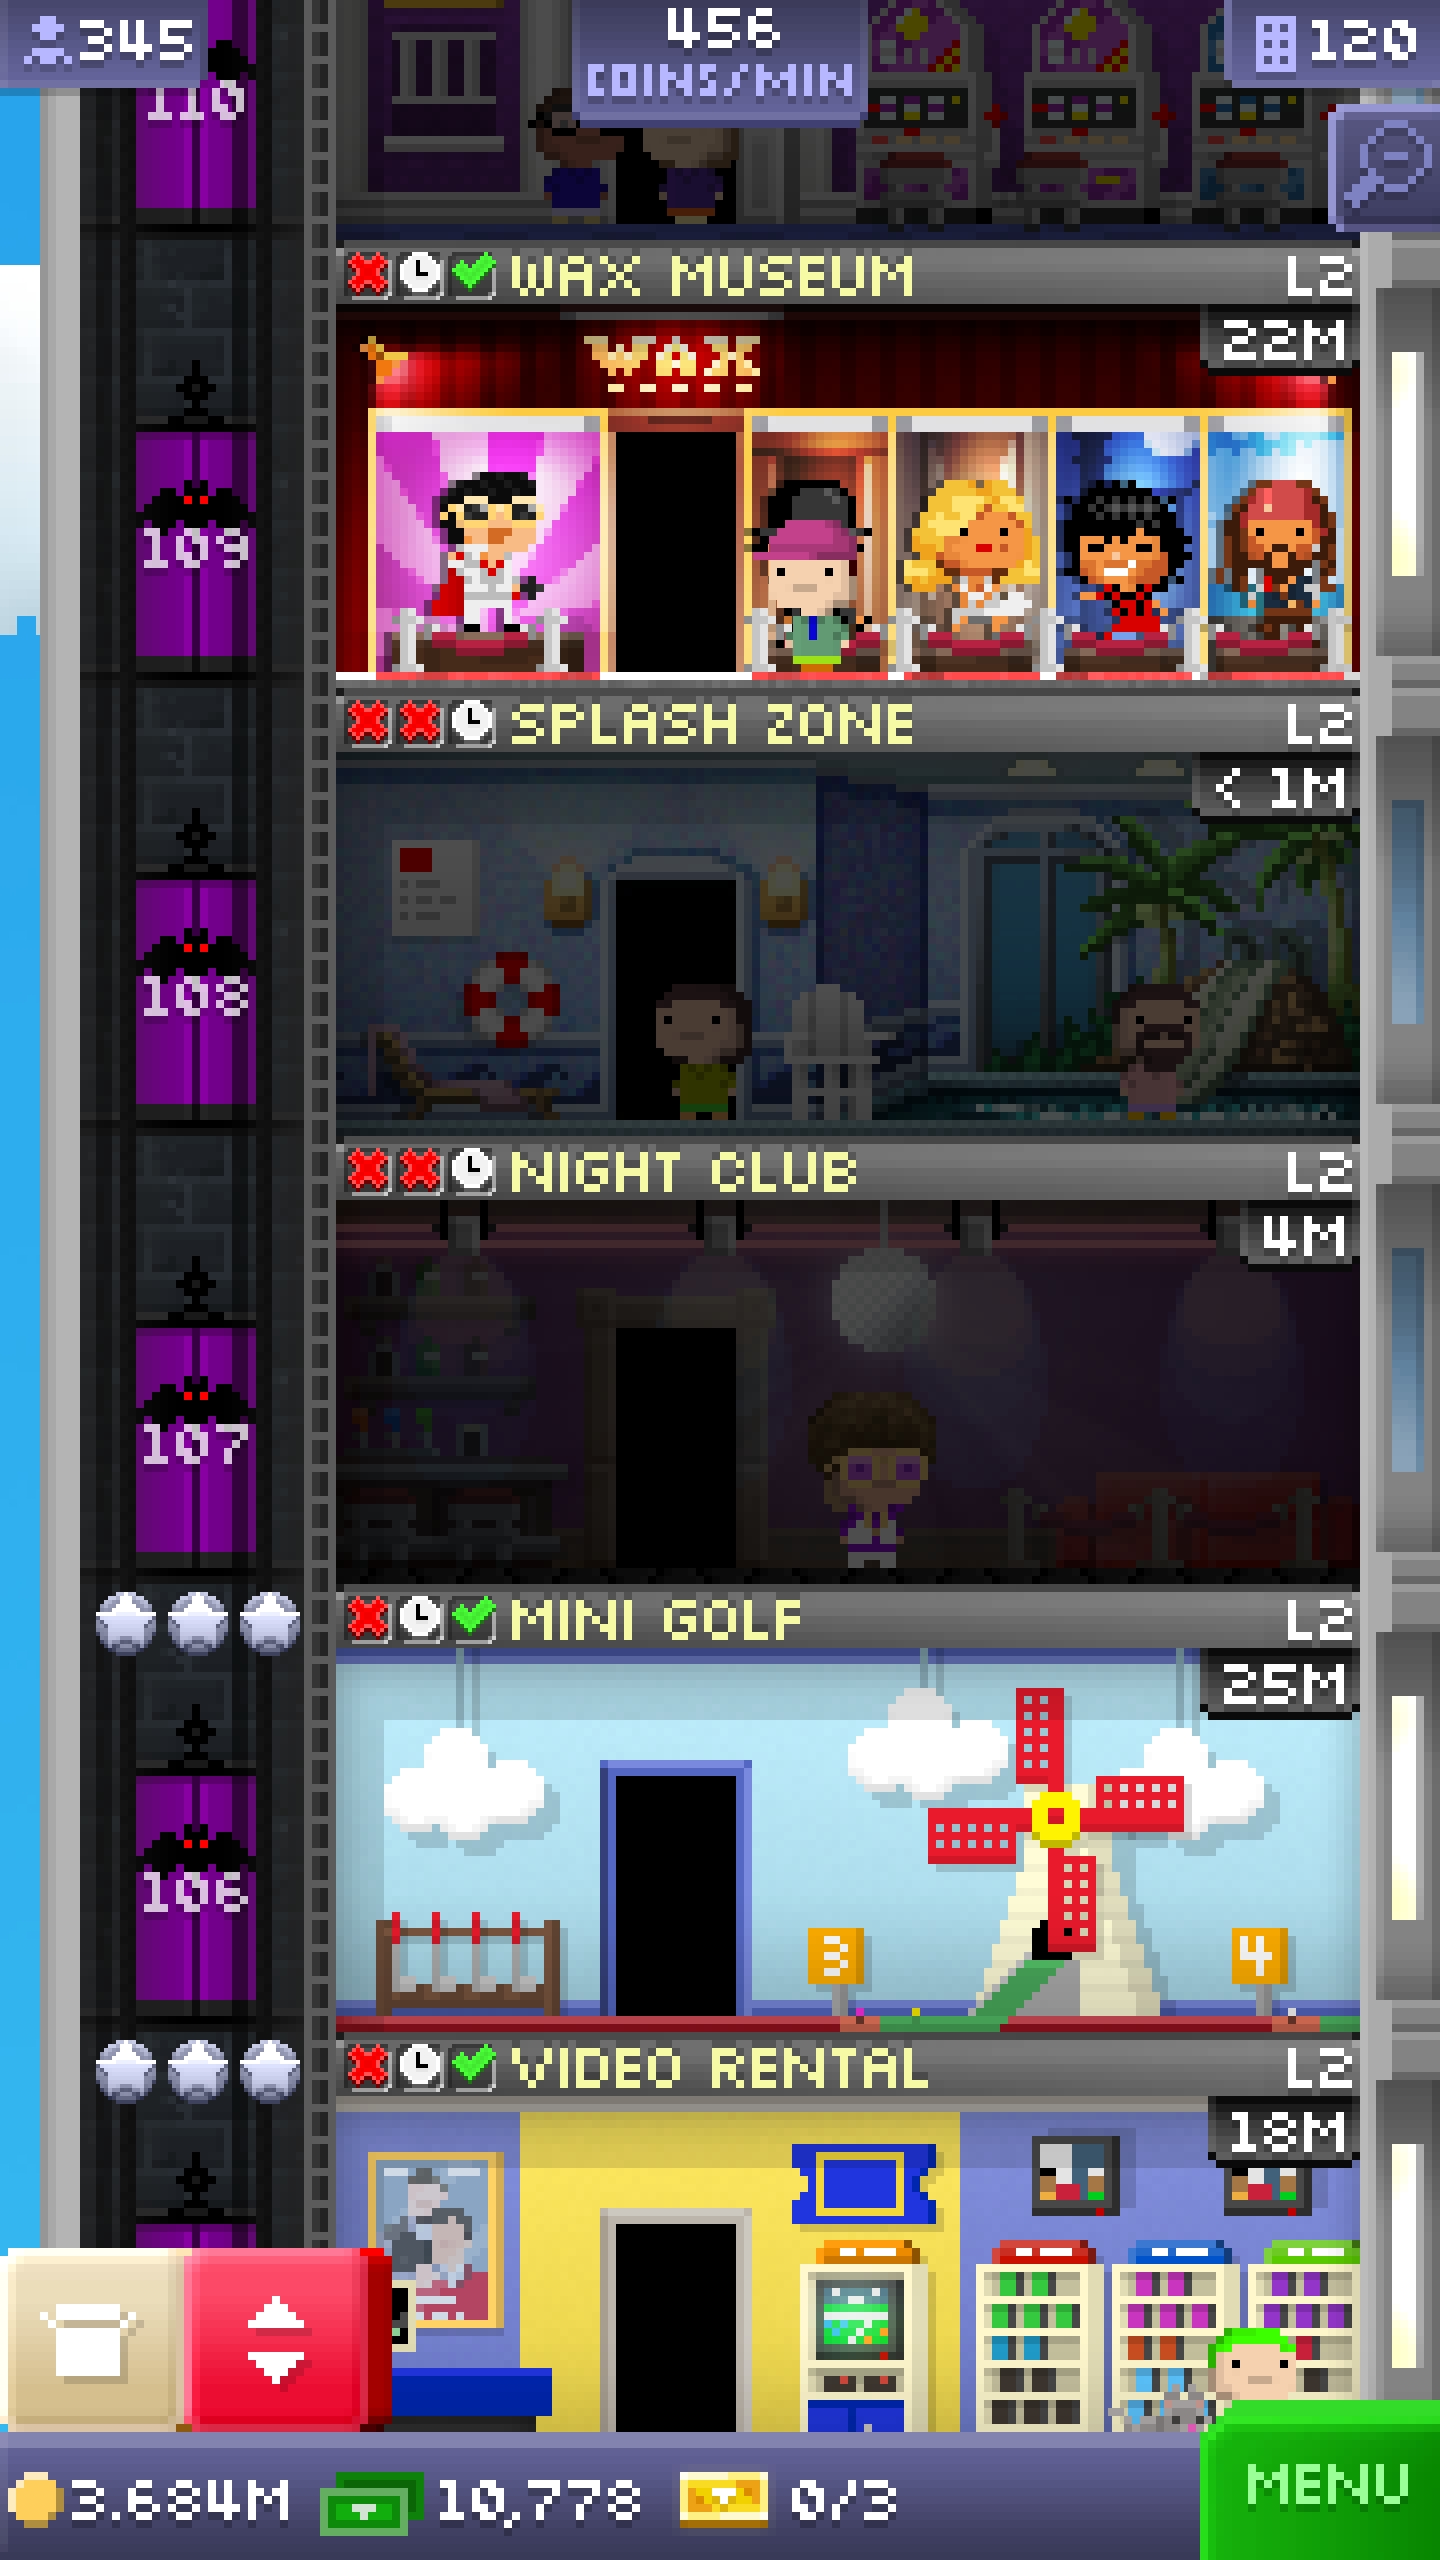 345
456
COINS/MIN
120
110
WAX MUSEUM
L2
22M
WAX
109
SPLASH ZONE
L2
< 1M
108
NIGHT CLUB
L2
4M
107
MINI GOLF
L2
25M
106
3
4
VIDEO RENTAL
L2
18M
3.684M
10,778
0/3
MENU